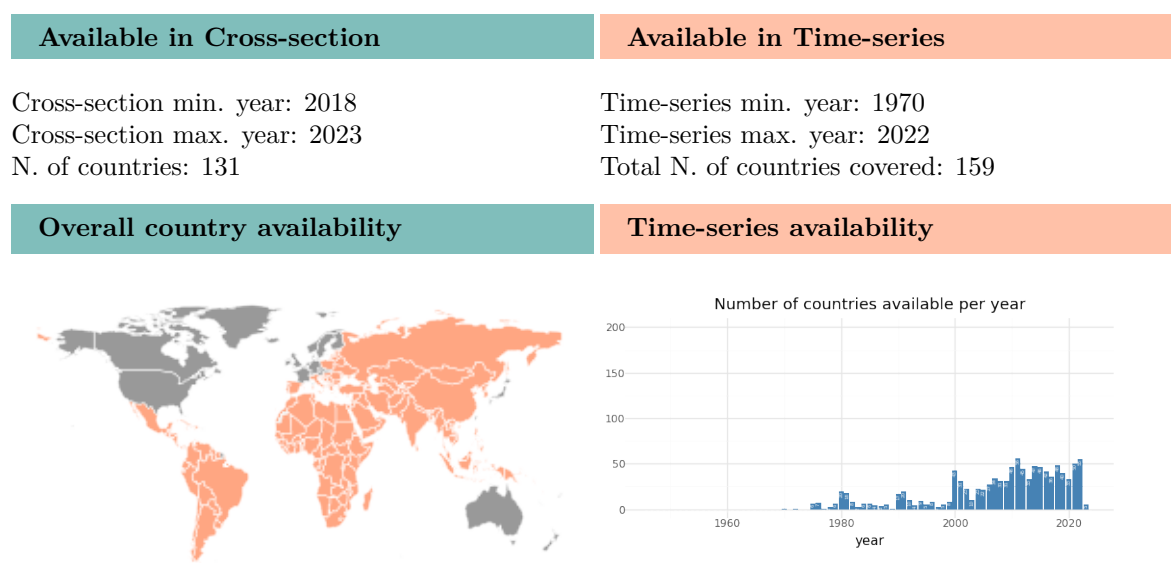 Available in Cross-section
Cross-section min. year: 2018
Cross-section max. year: 2023
N. of countries: 131
Available in Time-series
Time-series min. year: 1970
Time-series max. year: 2022
Total N. of countries covered: 159
Overall country availability
Time-series availability
Number of countries available per year
200
150
100
50
0
1960
1980
2000
2020
year